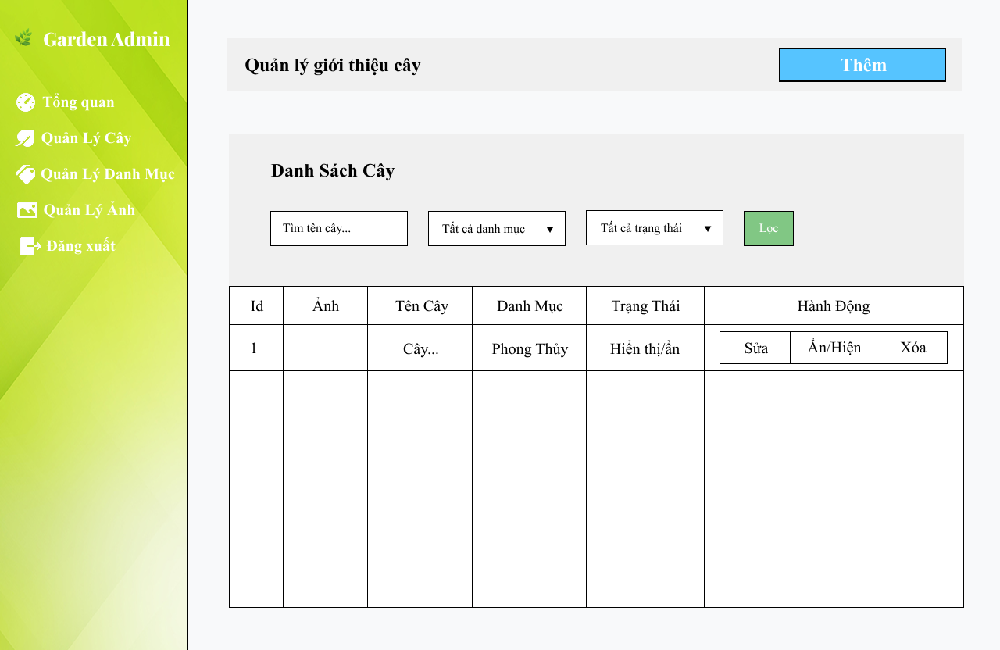 Garden Admin
Tổng quan
Quản Lý Cây
Quản Lý Danh Mục
Quản Lý Ảnh
Đăng xuất
Quản lý giới thiệu cây
Thêm
Danh Sách Cây
Tìm tên cây...
Tất cả danh mục ▼
Tất cả trạng thái ▼
Lọc
Id Ảnh Tên Cây Danh Mục Trạng Thái Hành Động
1 Cây... Phong Thủy Hiển thị/ẩn Sửa Ẩn/Hiện Xóa